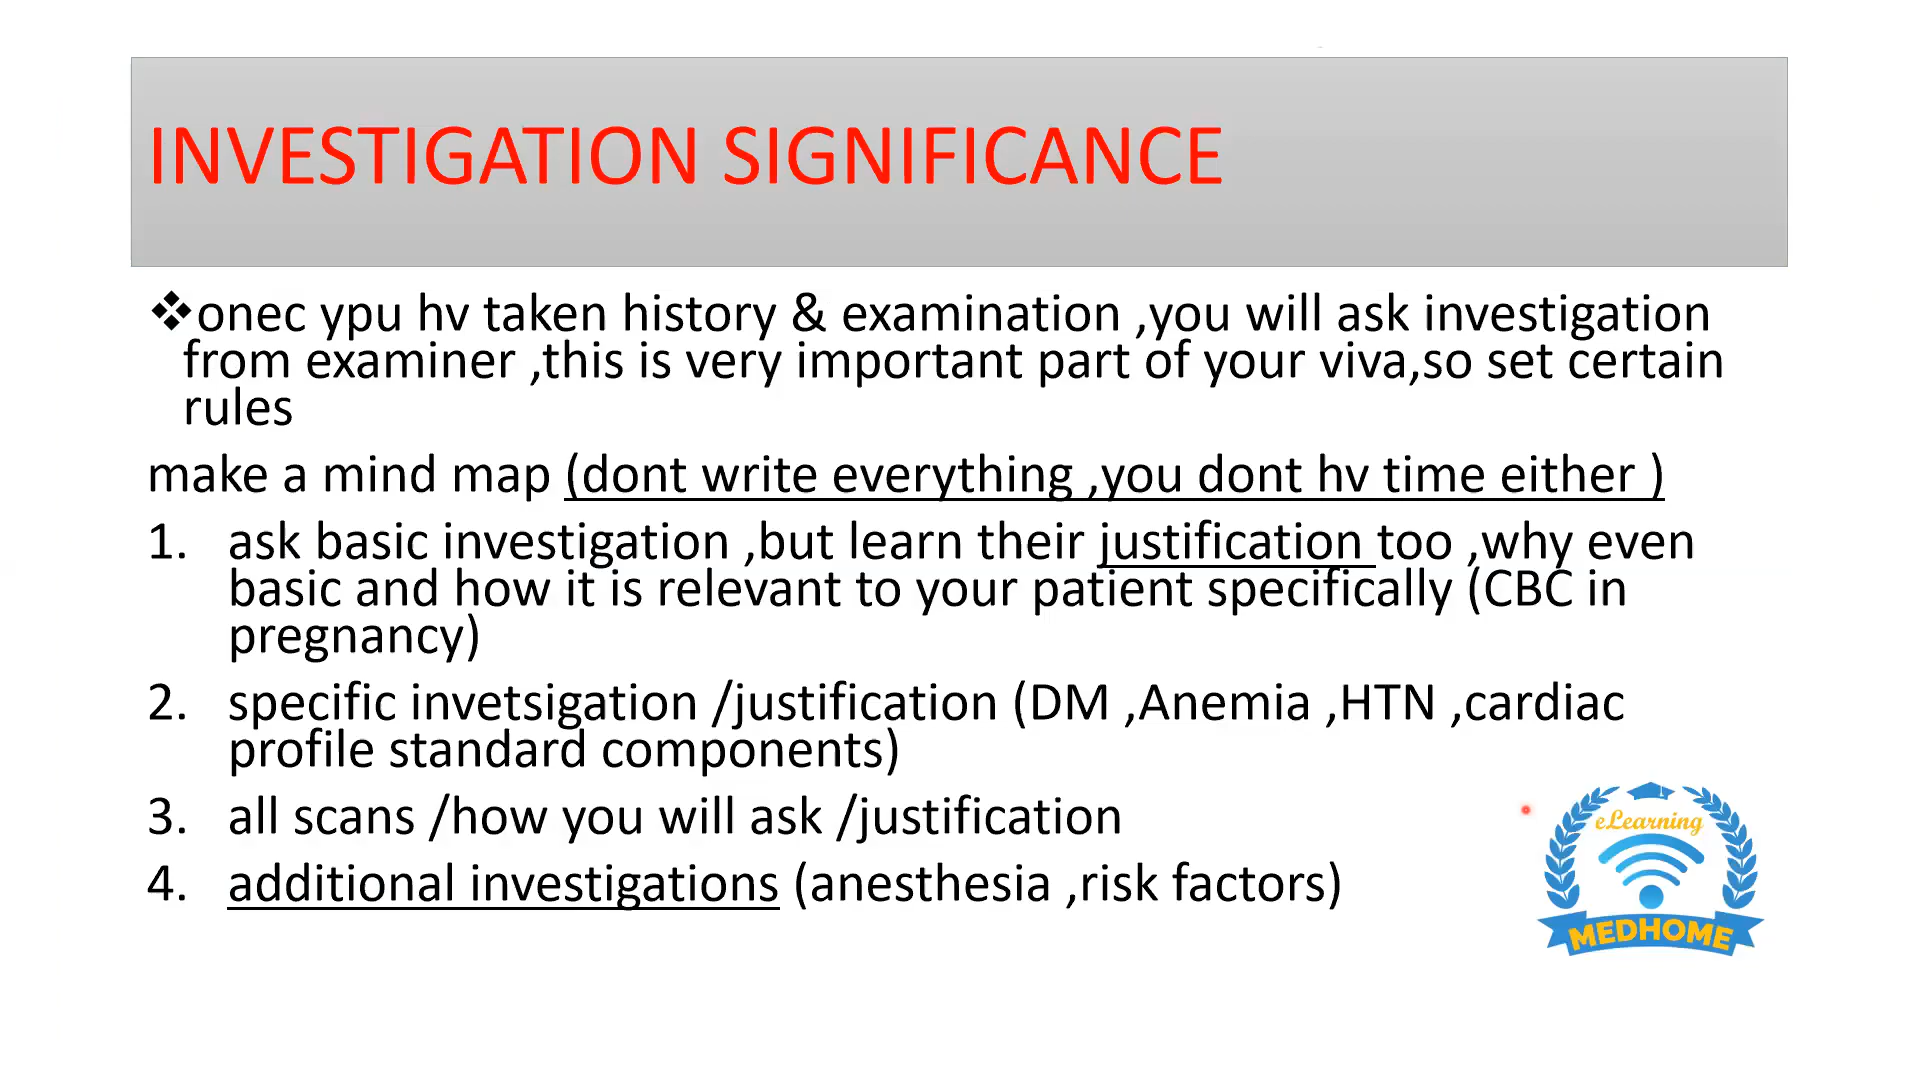 INVESTIGATION SIGNIFICANCE
❖onec ypu hv taken history & examination ,you will ask investigation
from examiner ,this is very important part of your viva,so set certain
rules
make a mind map (dont write everything ,you dont hv time either )
1. ask basic investigation ,but learn their justification too ,why even
basic and how it is relevant to your patient specifically (CBC in
pregnancy)
2. specific invetsigation /justification (DM ,Anemia ,HTN ,cardiac
profile standard components)
3. all scans /how you will ask /justification
4. additional investigations (anesthesia ,risk factors)
eLearning
MEDHOME